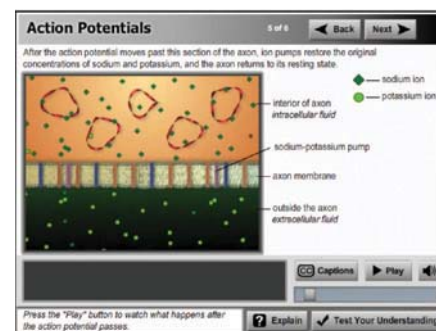 Action Potentials
5 of 6
Back
Next
After the action potential moves past this section of the axon, ion pumps restore the original
concentrations of sodium and potassium, and the axon returns to its resting state.
sodium ion
potassium ion
interior of axon
intracellular fluid
sodium-potassium pump
axon membrane
outside the axon
extracellular fluid
CC Captions
Play
Press the "Play" button to watch what happens after
the action potential passes.
? Explain
Test Your Understanding